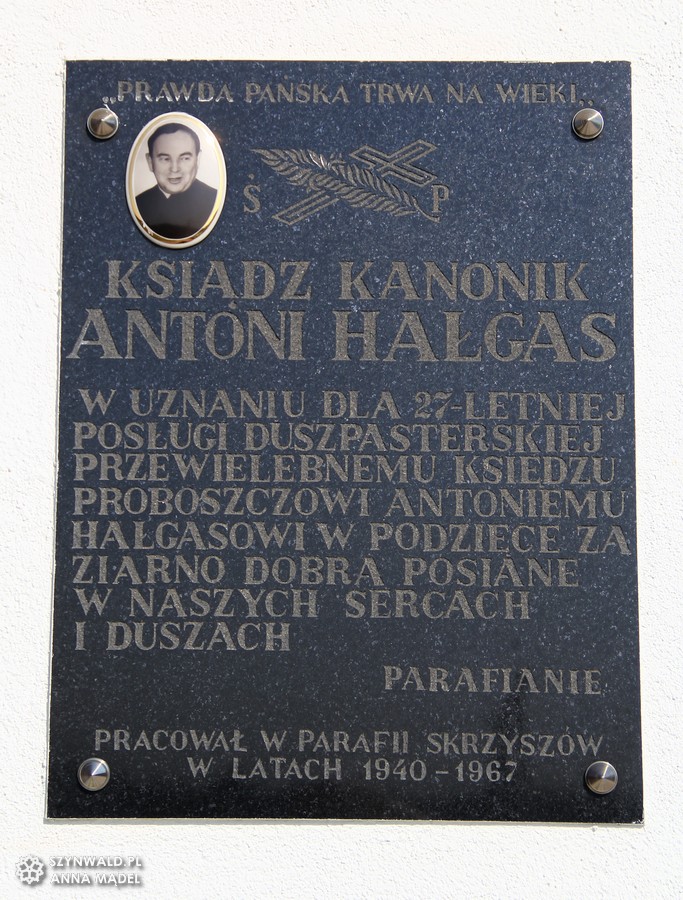 „PRAWDA PAŃSKA TRWA NA WIEKI„
Ś P
KSIĄDZ KANONIK
ANTONI HAŁGAS
W UZNANIU DLA 27-LETNIEJ
POSŁUGI DUSZPASTERSKIEJ
PRZEWIELEBNEMU KSIĘDZU
PROBOSZCZOWI ANTONIEMU
HAŁGASOWI W PODZIĘCE ZA
ZIARNO DOBRA POSIANE
W NASZYCH SERCACH
I DUSZACH
PARAFIANIE
PRACOWAŁ W PARAFII SKRZYSZÓW
W LATACH 1940-1967
SZYNWALD.PL
ANNA MĄDEL